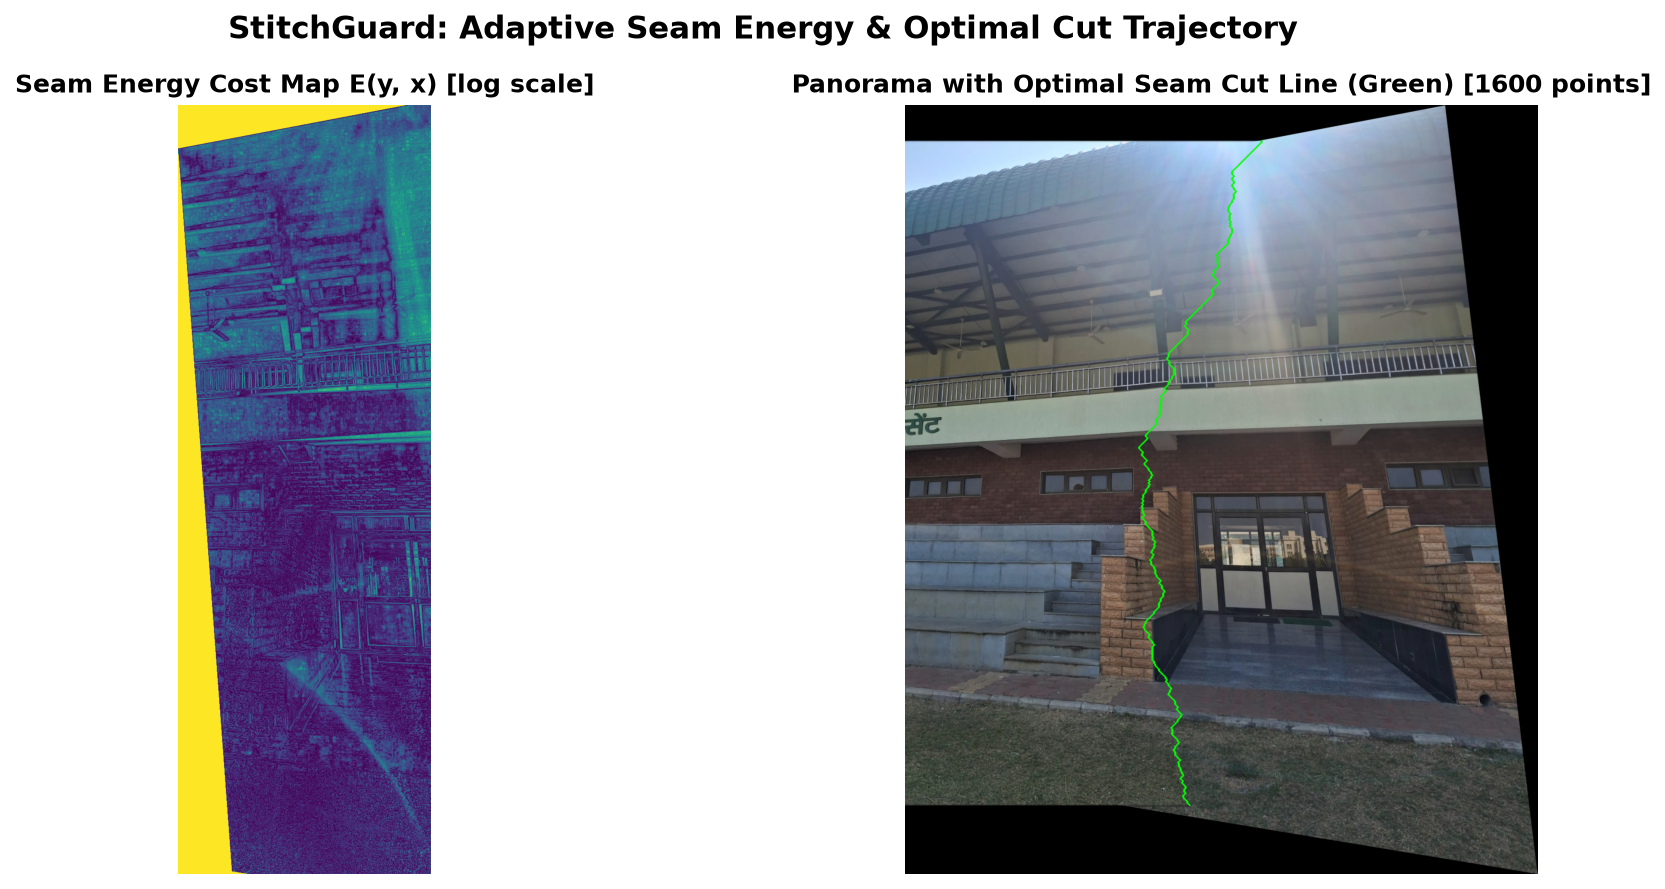 StitchGuard: Adaptive Seam Energy & Optimal Cut Trajectory
Seam Energy Cost Map E(y, x) [log scale]
Panorama with Optimal Seam Cut Line (Green) [1600 points]
सेंट